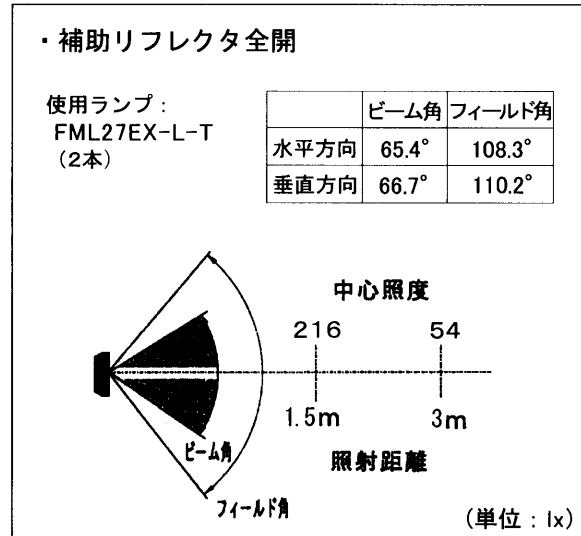 ・補助リフレクタ全開
使用ランプ：
FML27EX-L-T
（2本）
ビーム角 フィールド角
水平方向 65.4° 108.3°
垂直方向 66.7° 110.2°
中心照度
216 54
1.5m 3m
照射距離
ビーム角
フィールド角
（単位：lx）